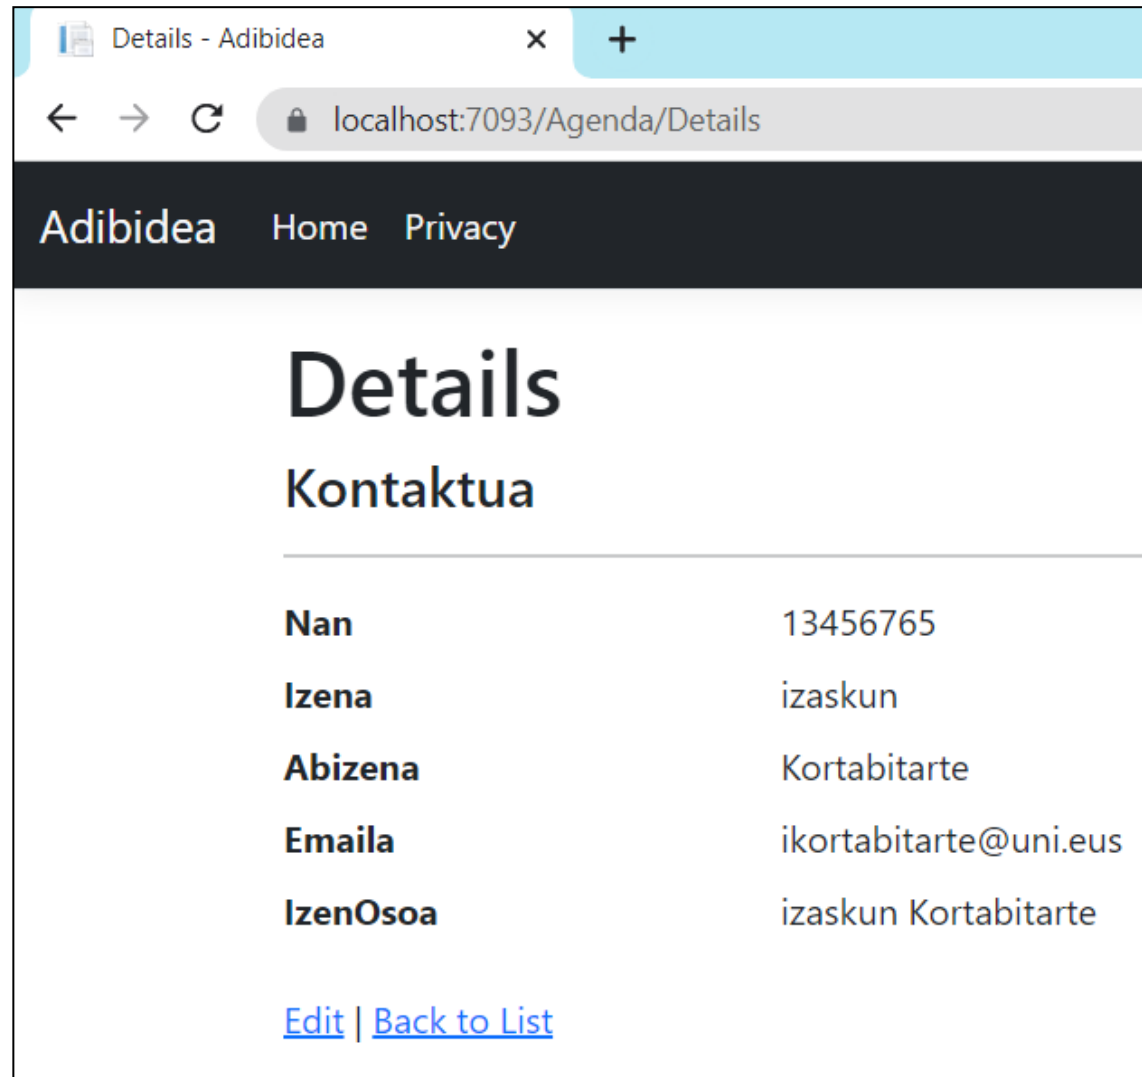 Details - Adibidea
localhost:7093/Agenda/Details
Adibidea Home Privacy
Details
Kontaktua
Nan 13456765
Izena izaskun
Abizena Kortabitarte
Emaila ikortabitarte@uni.eus
IzenOsoa izaskun Kortabitarte
Edit | Back to List